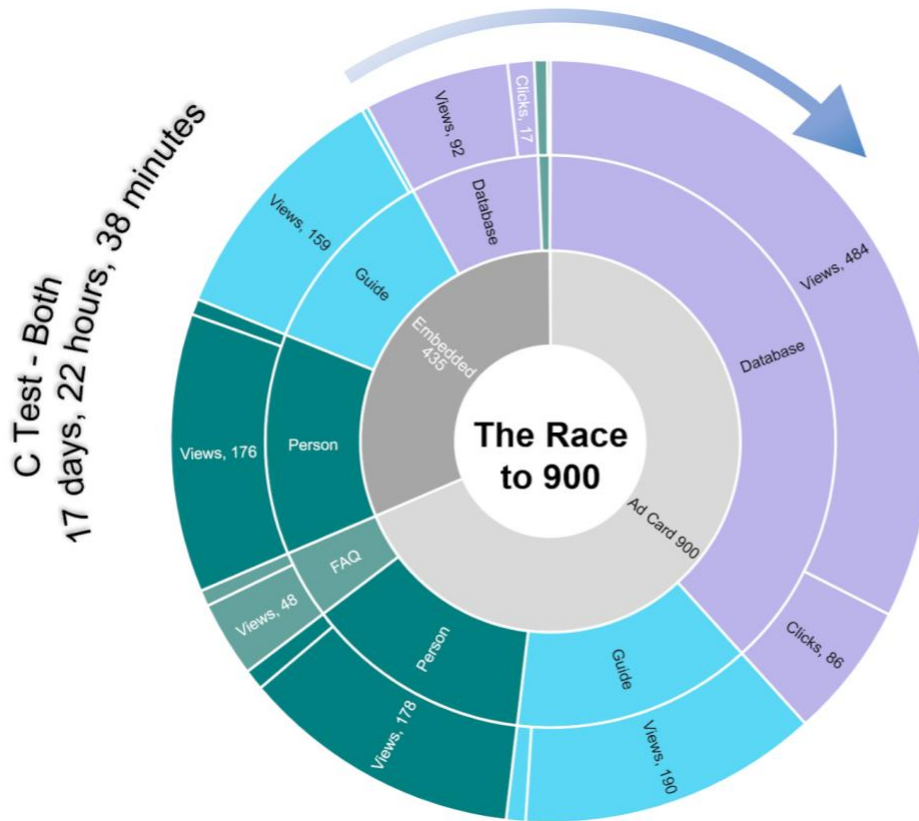 C Test - Both
17 days, 22 hours, 38 minutes
The Race
to 900
Ad Card 900
Database
Views, 484
Clicks, 86
Guide
Views, 190
Person
Views, 178
FAQ
Views, 48
Embedded
435
Person
Views, 176
Guide
Views, 159
Database
Views, 92
Clicks, 17